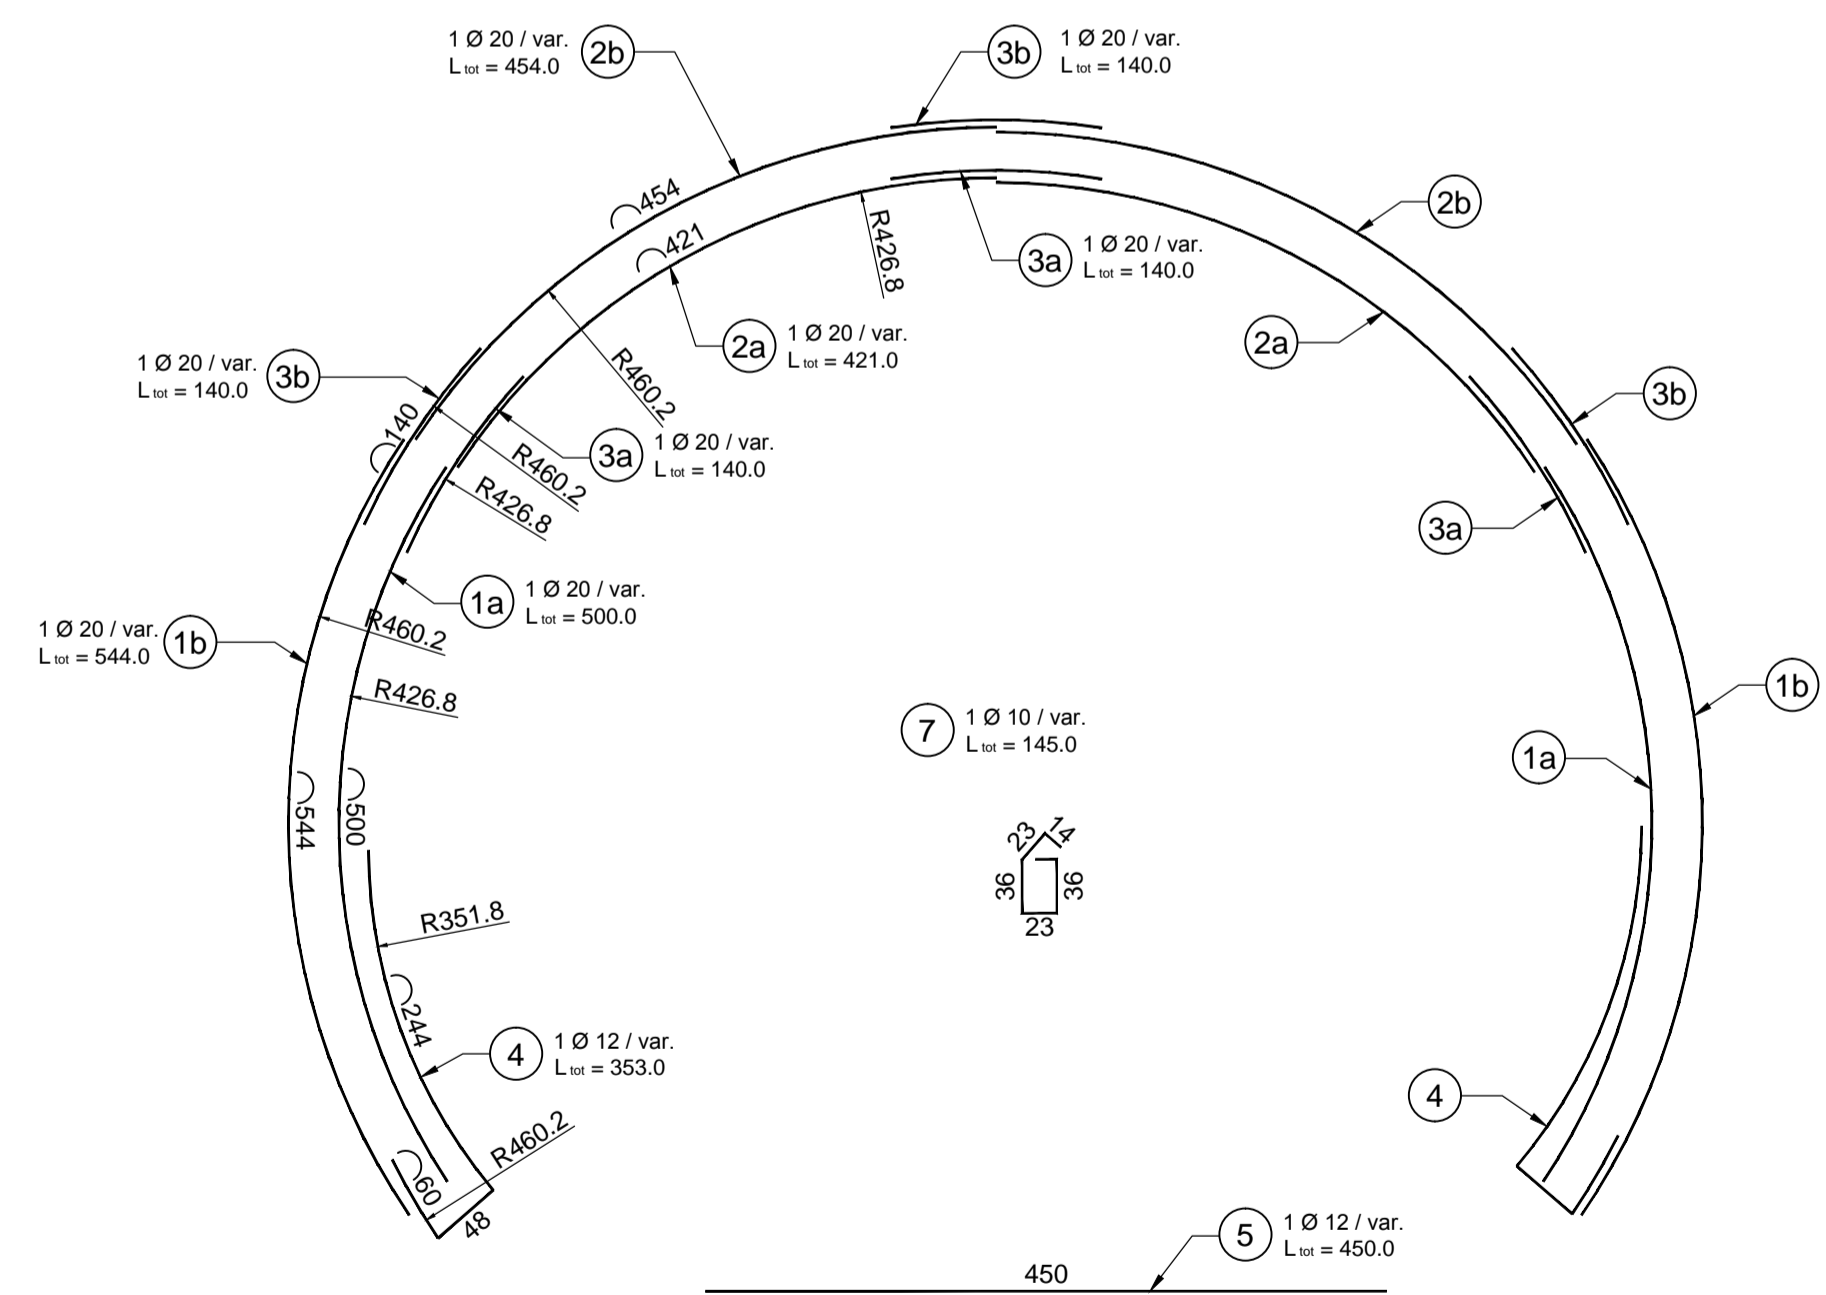 1 Ø 20 / var.
L tot = 454.0
2b
3b
1 Ø 20 / var.
L tot = 140.0
454
421
R426.8
2b
3a
1 Ø 20 / var.
L tot = 140.0
1 Ø 20 / var.
L tot = 140.0
3b
2a
1 Ø 20 / var.
L tot = 421.0
2a
R460.2
3b
140
3a
1 Ø 20 / var.
L tot = 140.0
R460.2
R426.8
3a
1a
1 Ø 20 / var.
L tot = 500.0
1 Ø 20 / var.
L tot = 544.0
1b
R460.2
R426.8
1b
7
1 Ø 10 / var.
L tot = 145.0
1a
544
500
23
14
36
36
23
R351.8
244
4
1 Ø 12 / var.
L tot = 353.0
4
R460.2
60
48
5
1 Ø 12 / var.
L tot = 450.0
450